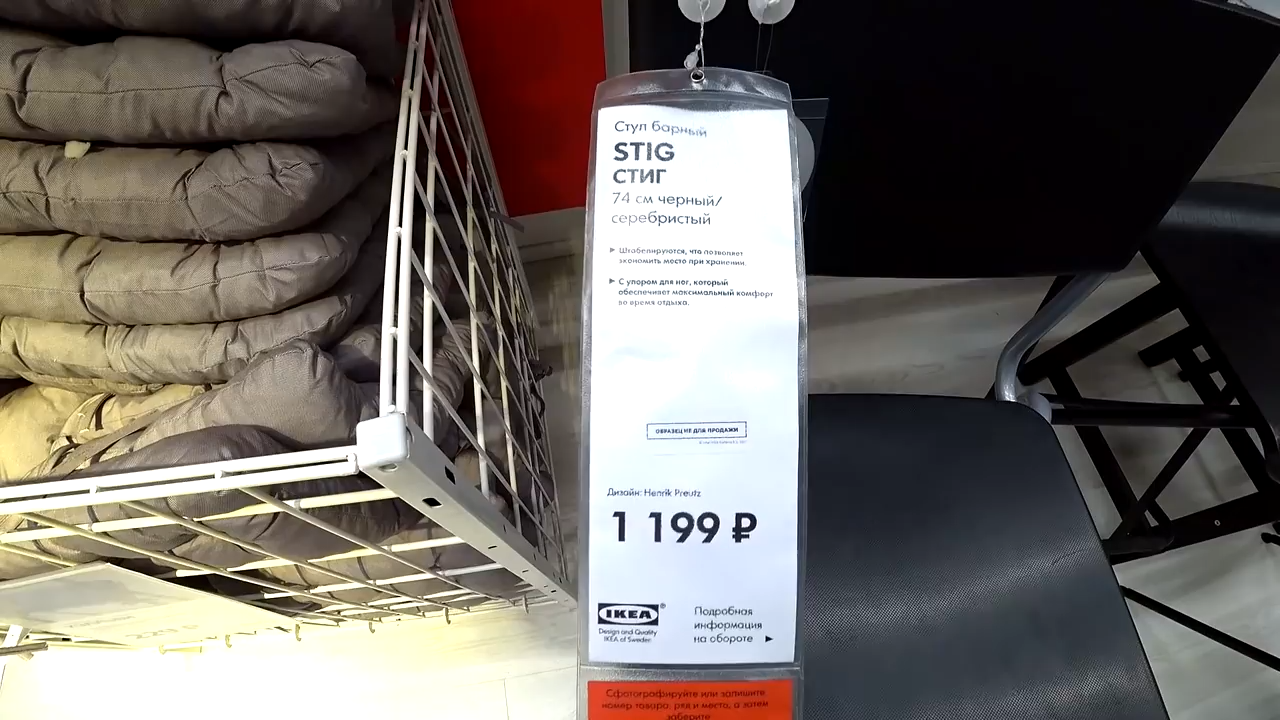 Стул барный
STIG
СТИГ
74 см черный/
серебристый
► Штабелируются, что позволяет
экономить место при хранении.
► С упором для ног, который
обеспечивает максимальный комфорт
во время отдыха.
ОБРАЗЕЦ НЕ ДЛЯ ПРОДАЖИ
Дизайн: Henrik Preutz
1 199 ₽
IKEA®
Design and Quality
IKEA of Sweden
Подробная
информация
на обороте ►
Сфотографируйте или запишите
номер товара: ряд и место, а затем
заберите